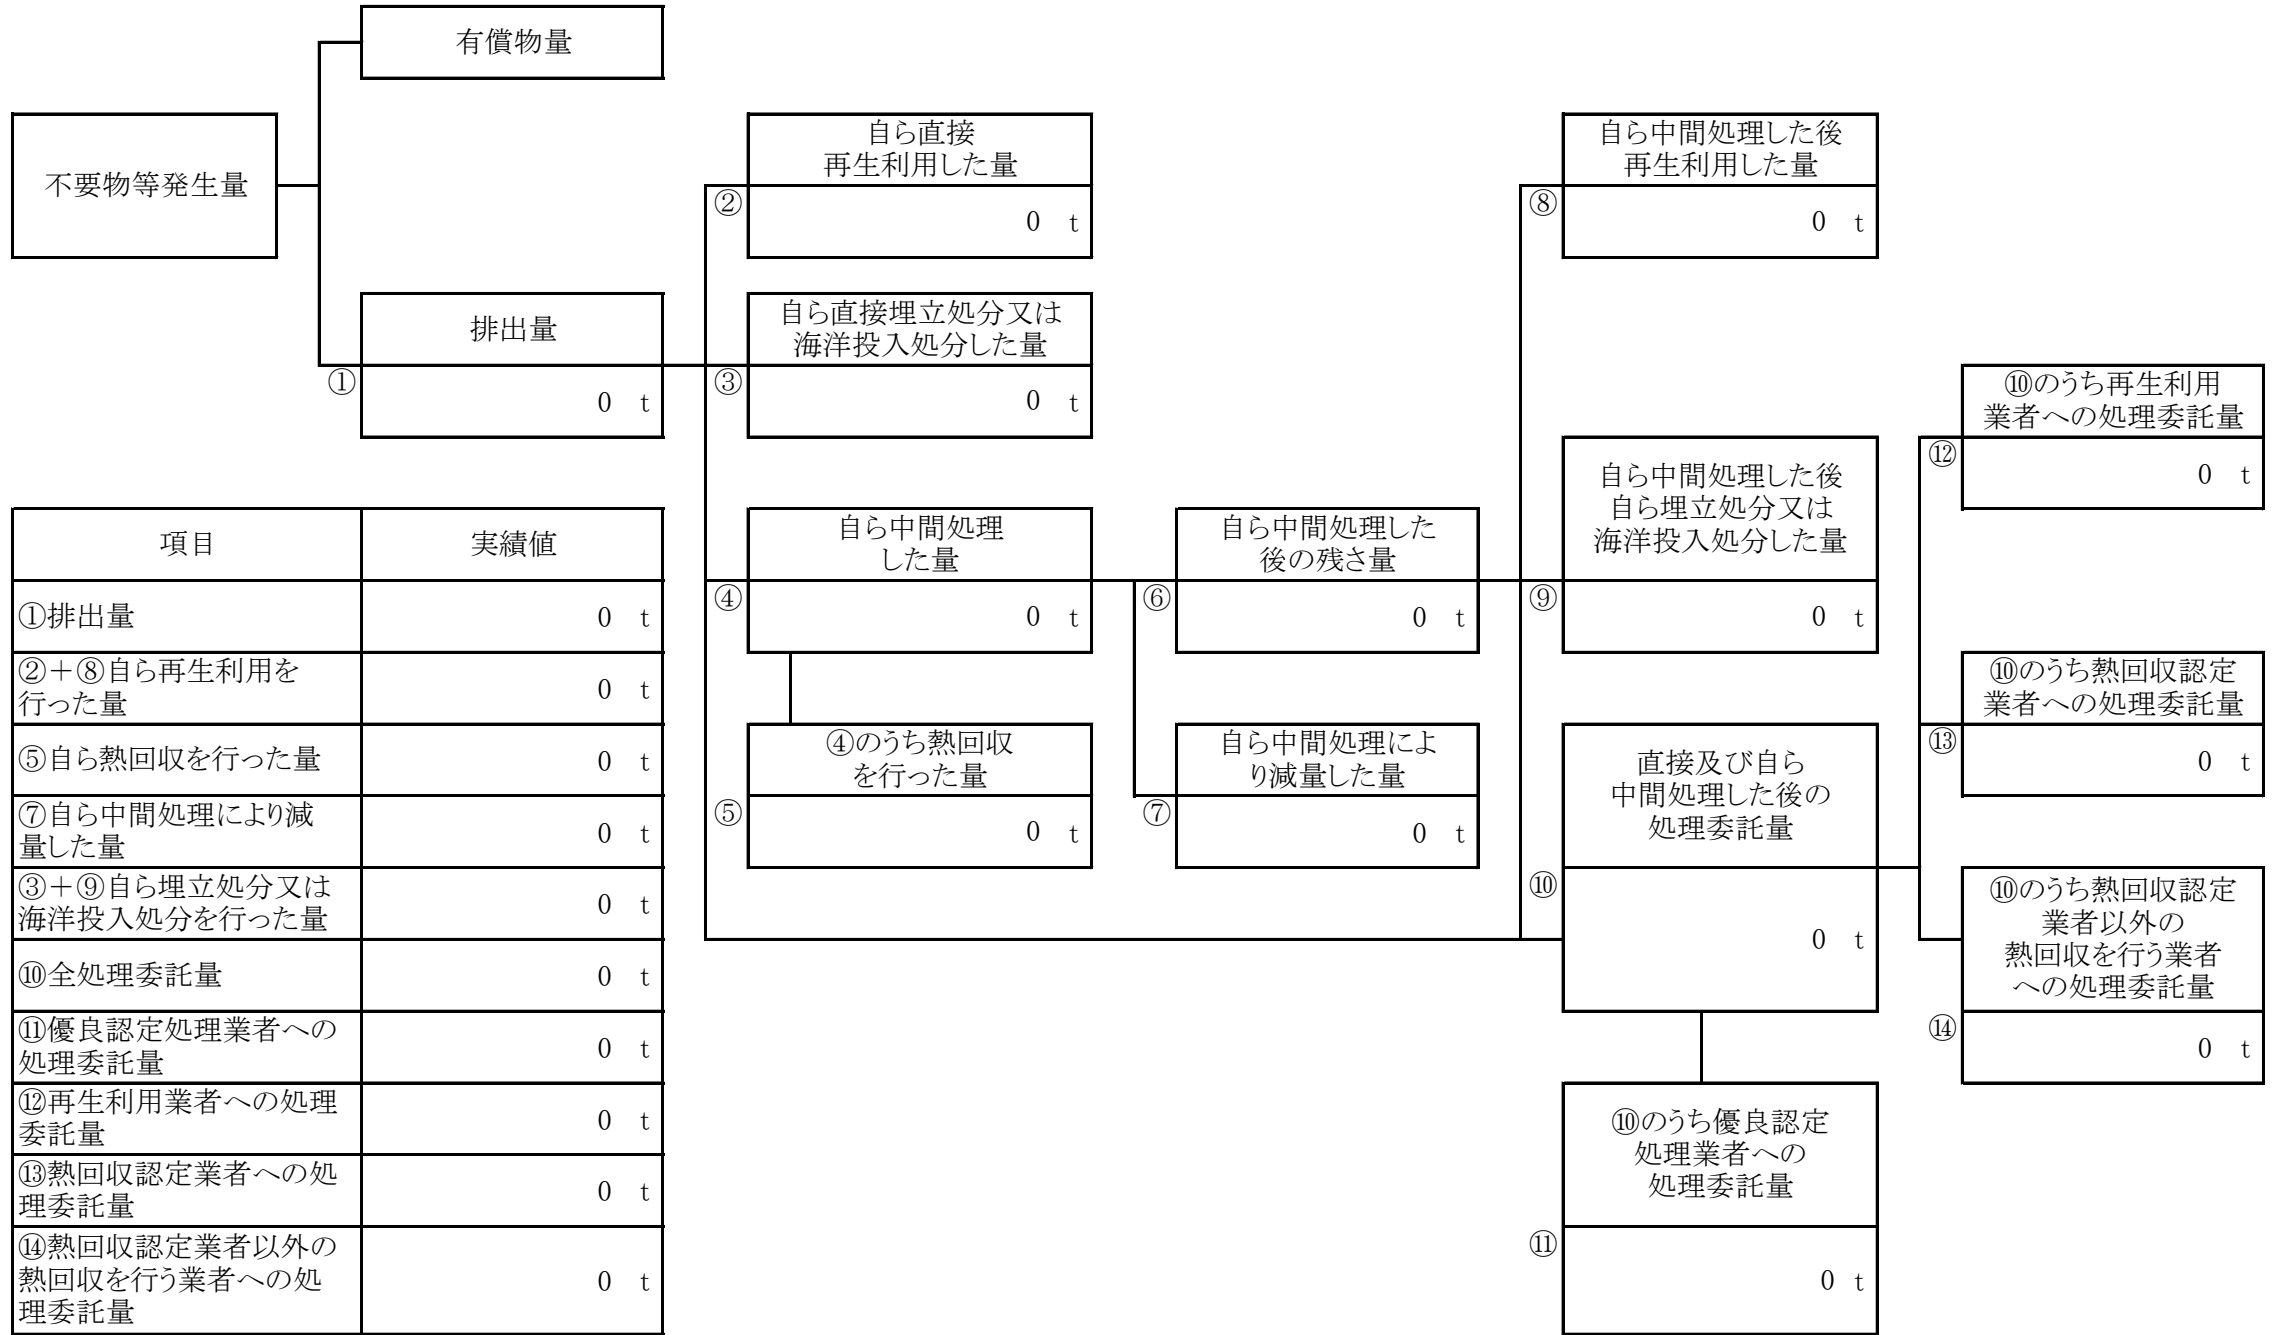 有償物量
不要物等発生量
排出量
①
0 t
自ら直接
再生利用した量
②
0 t
自ら直接埋立処分又は
海洋投入処分した量
③
0 t
自ら中間処理
した量
④
0 t
④のうち熱回収
を行った量
⑤
0 t
自ら中間処理した
後の残さ量
⑥
0 t
自ら中間処理によ
り減量した量
⑦
0 t
自ら中間処理した後
再生利用した量
⑧
0 t
自ら中間処理した後
自ら埋立処分又は
海洋投入処分した量
⑨
0 t
直接及び自ら
中間処理した後の
処理委託量
⑩
0 t
⑩のうち優良認定
処理業者への
処理委託量
⑪
0 t
⑩のうち再生利用
業者への処理委託量
⑫
0 t
⑩のうち熱回収認定
業者への処理委託量
⑬
0 t
⑩のうち熱回収認定
業者以外の
熱回収を行う業者
への処理委託量
⑭
0 t
項目 実績値
①排出量 0 t
②+⑧自ら再生利用を
行った量 0 t
⑤自ら熱回収を行った量 0 t
⑦自ら中間処理により減
量した量 0 t
③+⑨自ら埋立処分又は
海洋投入処分を行った量 0 t
⑩全処理委託量 0 t
⑪優良認定処理業者への
処理委託量 0 t
⑫再生利用業者への処理
委託量 0 t
⑬熱回収認定業者への処
理委託量 0 t
⑭熱回収認定業者以外の
熱回収を行う業者への処
理委託量 0 t